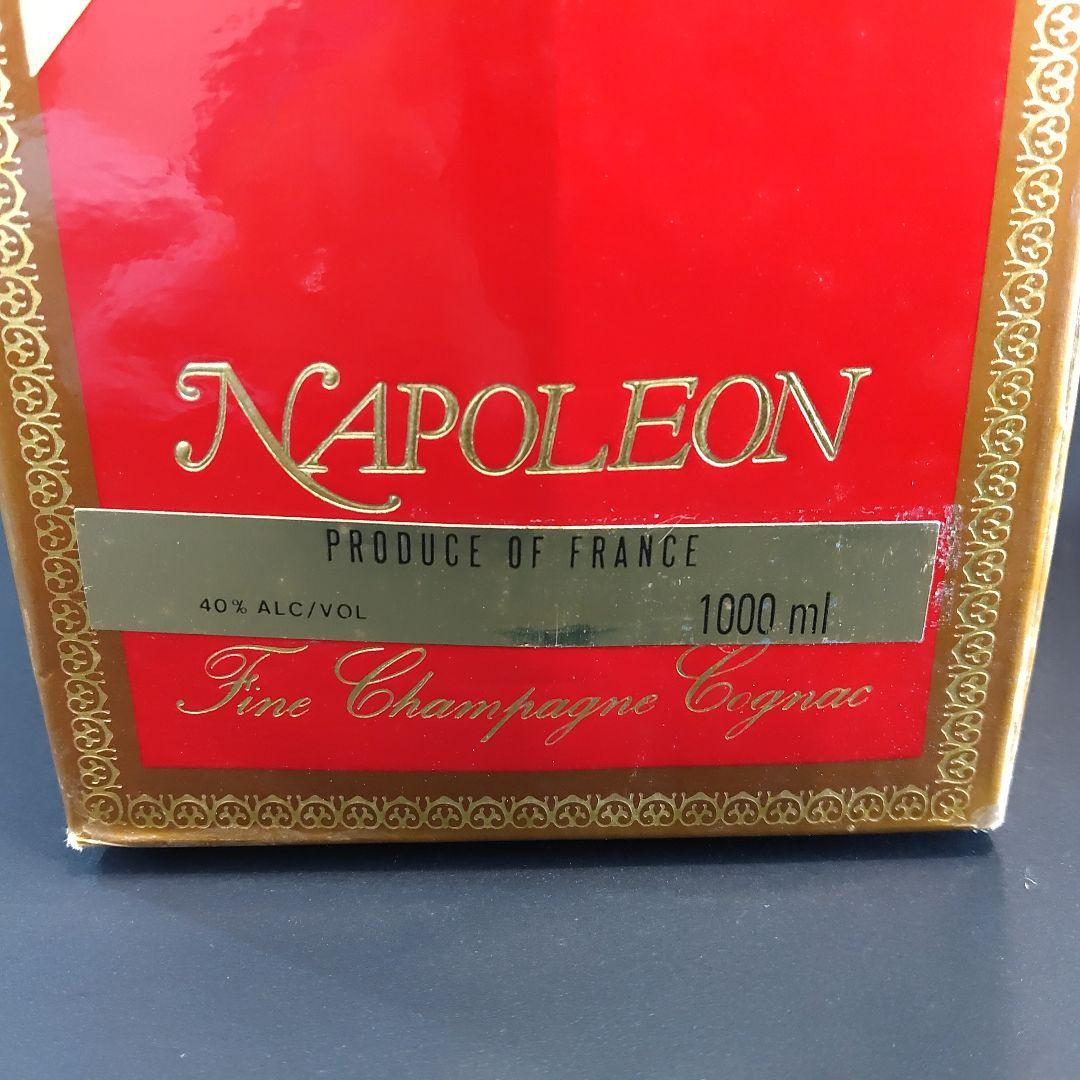 NAPOLEON
PRODUCE OF FRANCE
40% ALC/VOL 1000 ml
Fine Champagne Cognac